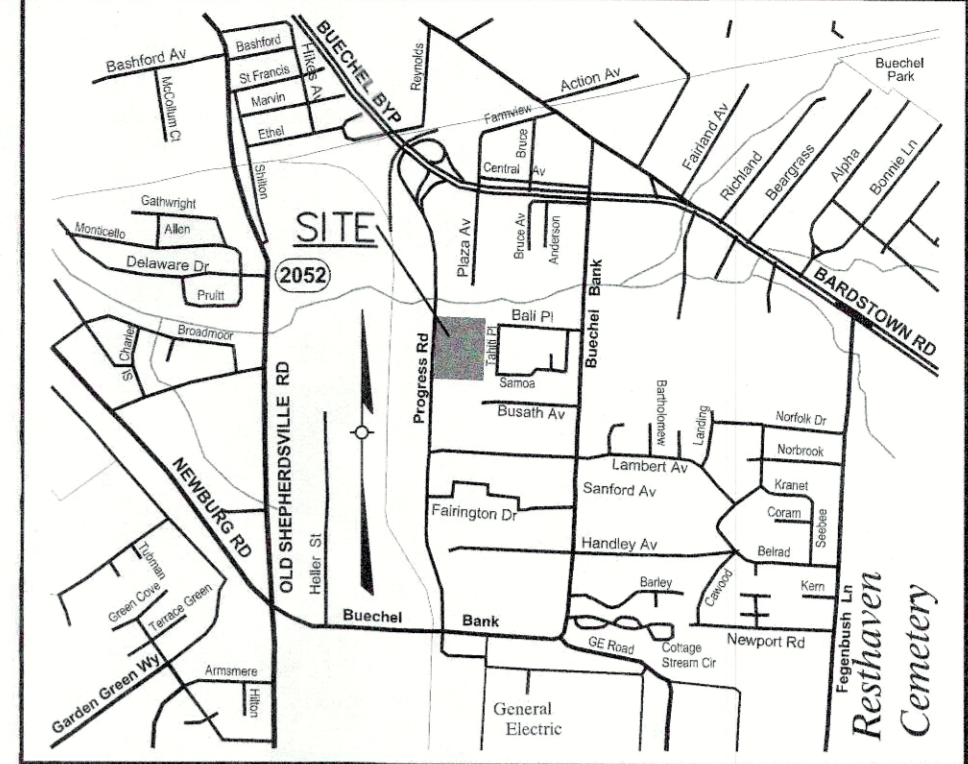 Bashford Av
McCollum Ct
Bashford
St Francis
Marvin
Ethel
Hikes Av
BUECHEL BYP
Reynolds
Shilton
Farmview
Action Av
Bruce
Central Av
Buechel
Park
Fairland Av
Richland
Beargrass
Alpha
Bonnie Ln
Gathwright
Monticello
Allen
Delaware Dr
Pruitt
SITE
2052
Plaza Av
Bruce Av
Anderson
Buechel Bank
BARDSTOWN RD
St Charles
Broadmoor
Progress Rd
Bali Pl
Tahiti Pl
Samoa
Busath Av
OLD SHEPHERDSVILLE RD
NEWBURG RD
Heller St
Bartholomew
Landing
Norfolk Dr
Norbrook
Lambert Av
Sanford Av
Kranet
Coram
Seebee
Fairington Dr
Handley Av
Belrad
Tubman
Green Cove
Terrace Green
Garden Green Wy
Armsmere
Hilton
Buechel Bank
Barley
Cawood
Kern
Newport Rd
GE Road
Cottage
Stream Cir
Fegenbush Ln
General
Electric
Resthaven
Cemetery